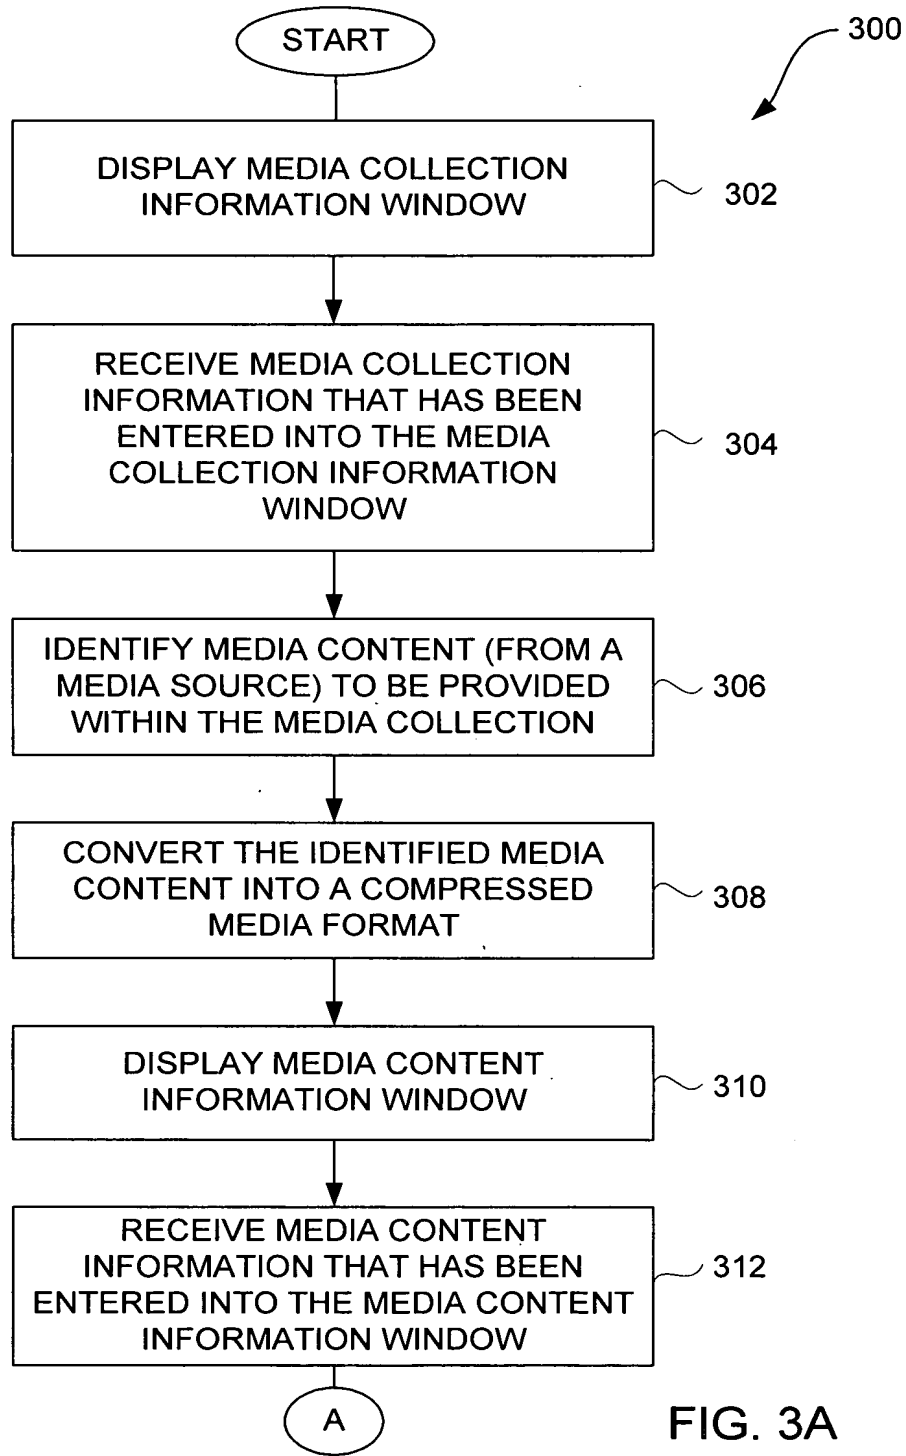 START
300
DISPLAY MEDIA COLLECTION
INFORMATION WINDOW
302
RECEIVE MEDIA COLLECTION
INFORMATION THAT HAS BEEN
ENTERED INTO THE MEDIA
COLLECTION INFORMATION
WINDOW
304
IDENTIFY MEDIA CONTENT (FROM A
MEDIA SOURCE) TO BE PROVIDED
WITHIN THE MEDIA COLLECTION
306
CONVERT THE IDENTIFIED MEDIA
CONTENT INTO A COMPRESSED
MEDIA FORMAT
308
DISPLAY MEDIA CONTENT
INFORMATION WINDOW
310
RECEIVE MEDIA CONTENT
INFORMATION THAT HAS BEEN
ENTERED INTO THE MEDIA CONTENT
INFORMATION WINDOW
312
A
FIG. 3A